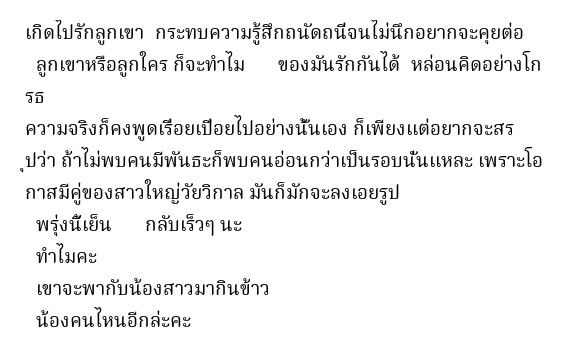 เกิดไปรักลูกเขา กระทบความรู้สึกถนัดถนี่จนไม่นึกอยากจะคุยต่อ
ลูกเขาหรือลูกใคร ก็จะทำไม ของมันรักกันได้ หล่อนคิดอย่างโก
รธ
ความจริงก็คงพูดเรื่อยเปื่อยไปอย่างนั้นเอง ก็เพียงแต่อยากจะสร
ุปว่า ถ้าไม่พบคนมีพันธะก็พบคนอ่อนกว่าเป็นรอบนั่นแหละ เพราะโอ
กาสมีคู่ของสาวใหญ่วัยวิกาล มันก็มักจะลงเอยรูป
พรุ่งนี้เย็น กลับเร็วๆ นะ
ทำไมคะ
เขาจะพากับน้องสาวมากินข้าว
น้องคนไหนอีกล่ะคะ